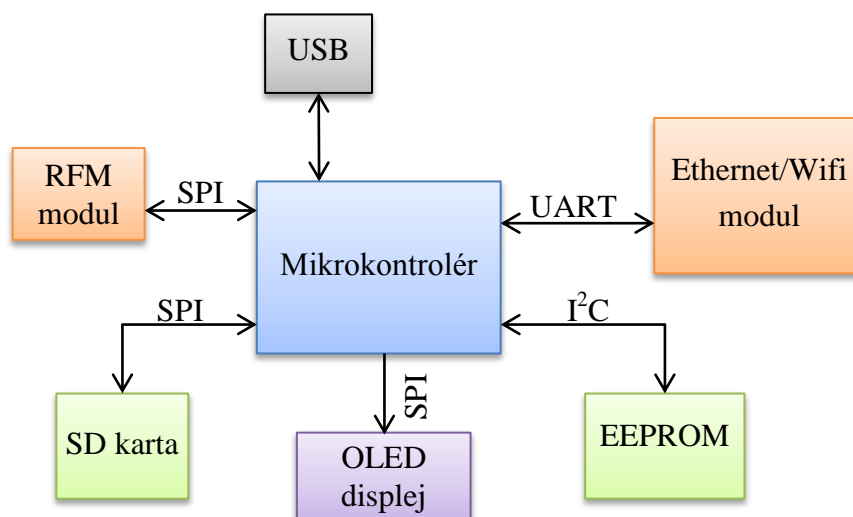 USB
RFM
modul
SPI
Ethernet/Wifi
modul
UART
Mikrokontrolér
SPI
I²C
SPI
SD karta
EEPROM
OLED
displej